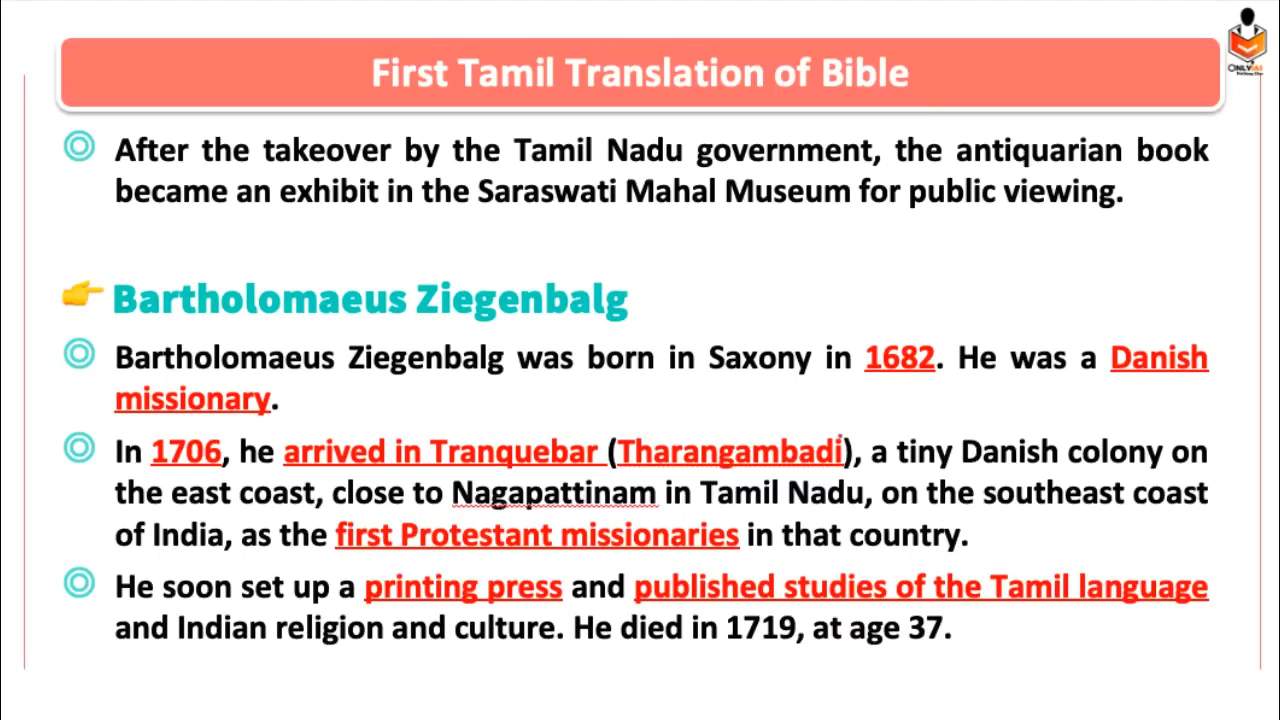 First Tamil Translation of Bible
ONLYIAS
After the takeover by the Tamil Nadu government, the antiquarian book
became an exhibit in the Saraswati Mahal Museum for public viewing.
Bartholomaeus Ziegenbalg
Bartholomaeus Ziegenbalg was born in Saxony in 1682. He was a Danish
missionary.
In 1706, he arrived in Tranquebar (Tharangambadi), a tiny Danish colony on
the east coast, close to Nagapattinam in Tamil Nadu, on the southeast coast
of India, as the first Protestant missionaries in that country.
He soon set up a printing press and published studies of the Tamil language
and Indian religion and culture. He died in 1719, at age 37.